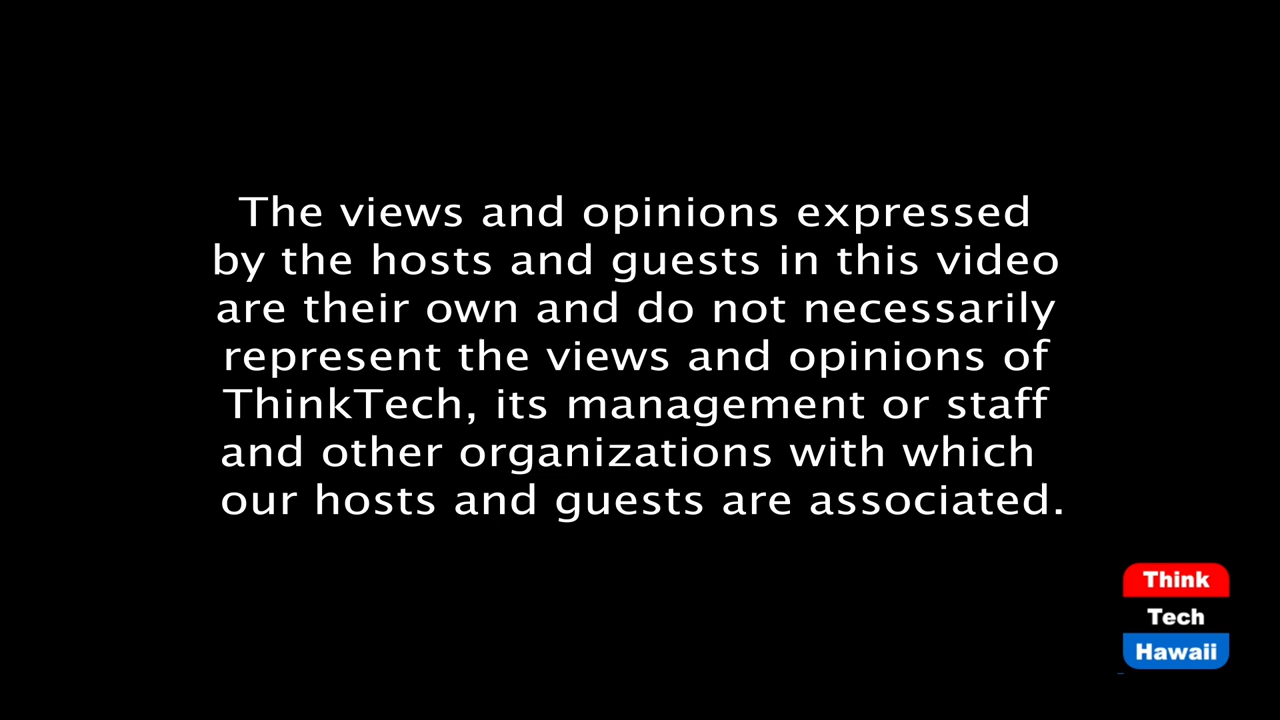 The views and opinions expressed
by the hosts and guests in this video
are their own and do not necessarily
represent the views and opinions of
ThinkTech, its management or staff
and other organizations with which
our hosts and guests are associated.
Think
Tech
Hawaii